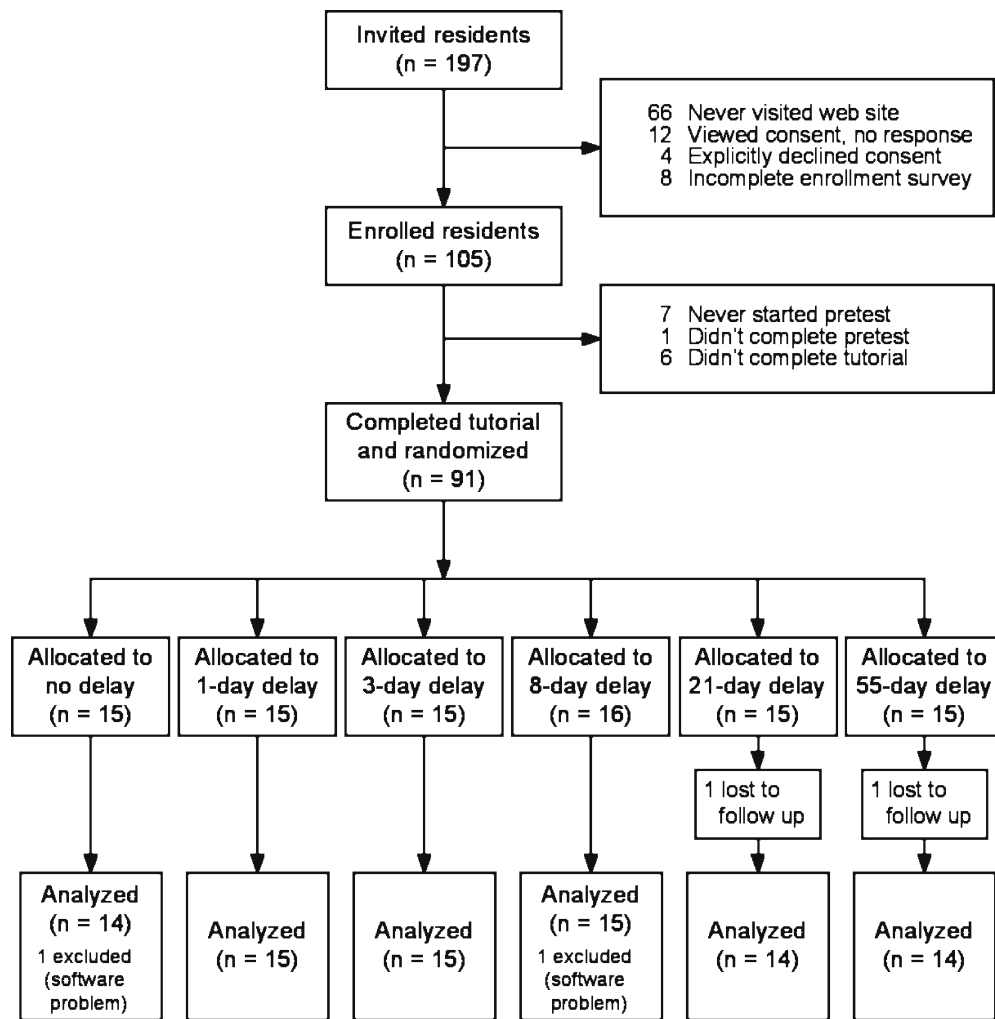 Invited residents
(n = 197)
66 Never visited web site
12 Viewed consent, no response
4 Explicitly declined consent
8 Incomplete enrollment survey
Enrolled residents
(n = 105)
7 Never started pretest
1 Didn't complete pretest
6 Didn't complete tutorial
Completed tutorial
and randomized
(n = 91)
Allocated to
no delay
(n = 15)
Allocated to
1-day delay
(n = 15)
Allocated to
3-day delay
(n = 15)
Allocated to
8-day delay
(n = 16)
Allocated to
21-day delay
(n = 15)
Allocated to
55-day delay
(n = 15)
1 lost to
follow up
1 lost to
follow up
Analyzed
(n = 14)
1 excluded
(software
problem)
Analyzed
(n = 15)
Analyzed
(n = 15)
Analyzed
(n = 15)
1 excluded
(software
problem)
Analyzed
(n = 14)
Analyzed
(n = 14)